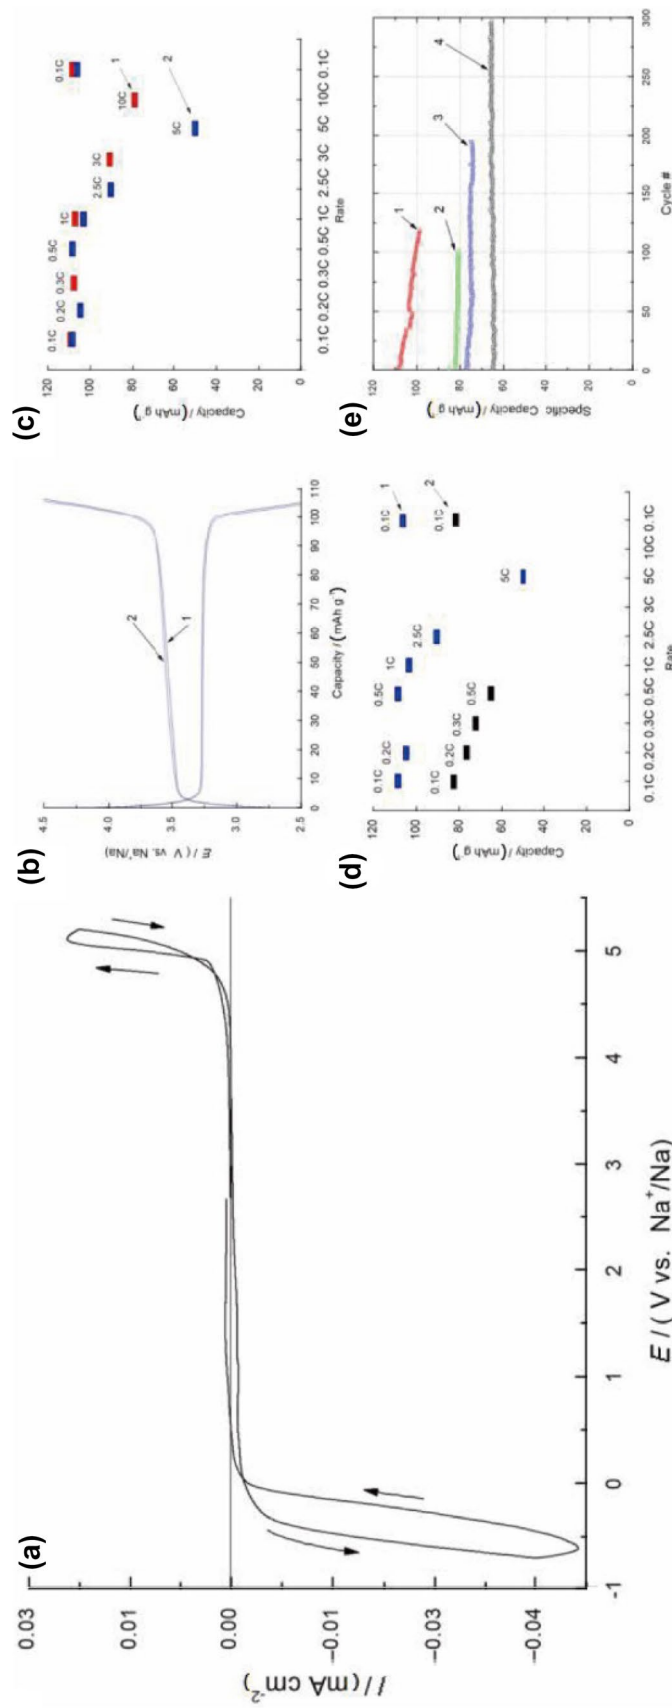 (a)
I / (mA cm⁻²)
0.03
0.01
0.00
−0.01
−0.03
−0.04
-1 0 1 2 3 4 5
E / ( V vs. Na⁺/Na)
(b)
E / ( V vs. Na⁺/Na)
4.5
3.5
3.0
2.5
2
1
0 10 20 30 40 50 60 70 80 90 100 110
Capacity / ( mAh g⁻¹)
(c)
Capacity / ( mAh g⁻¹)
120
100
80
60
40
20
0
0.1C 0.2C 0.3C 0.5C 1C 2.5C 3C 5C 10C 0.1C
1
2
0.1C 0.2C 0.3C 0.5C 1C 2.5C 3C 5C 10C 0.1C
Rate
(d)
Capacity / ( mAh g⁻¹)
120
100
80
60
40
20
0
0.1C 0.2C 0.5C 1C 2.5C 5C 0.1C
1
0.1C 0.2C 0.3C 0.5C 0.1C
2
0.1C 0.2C 0.3C 0.5C 1C 2.5C 3C 5C 10C 0.1C
Rate
(e)
Specific Capacity / ( mAh g⁻¹)
120
100
80
60
40
20
0
1
2
3
4
0 50 100 150 200 250 300
Cycle #